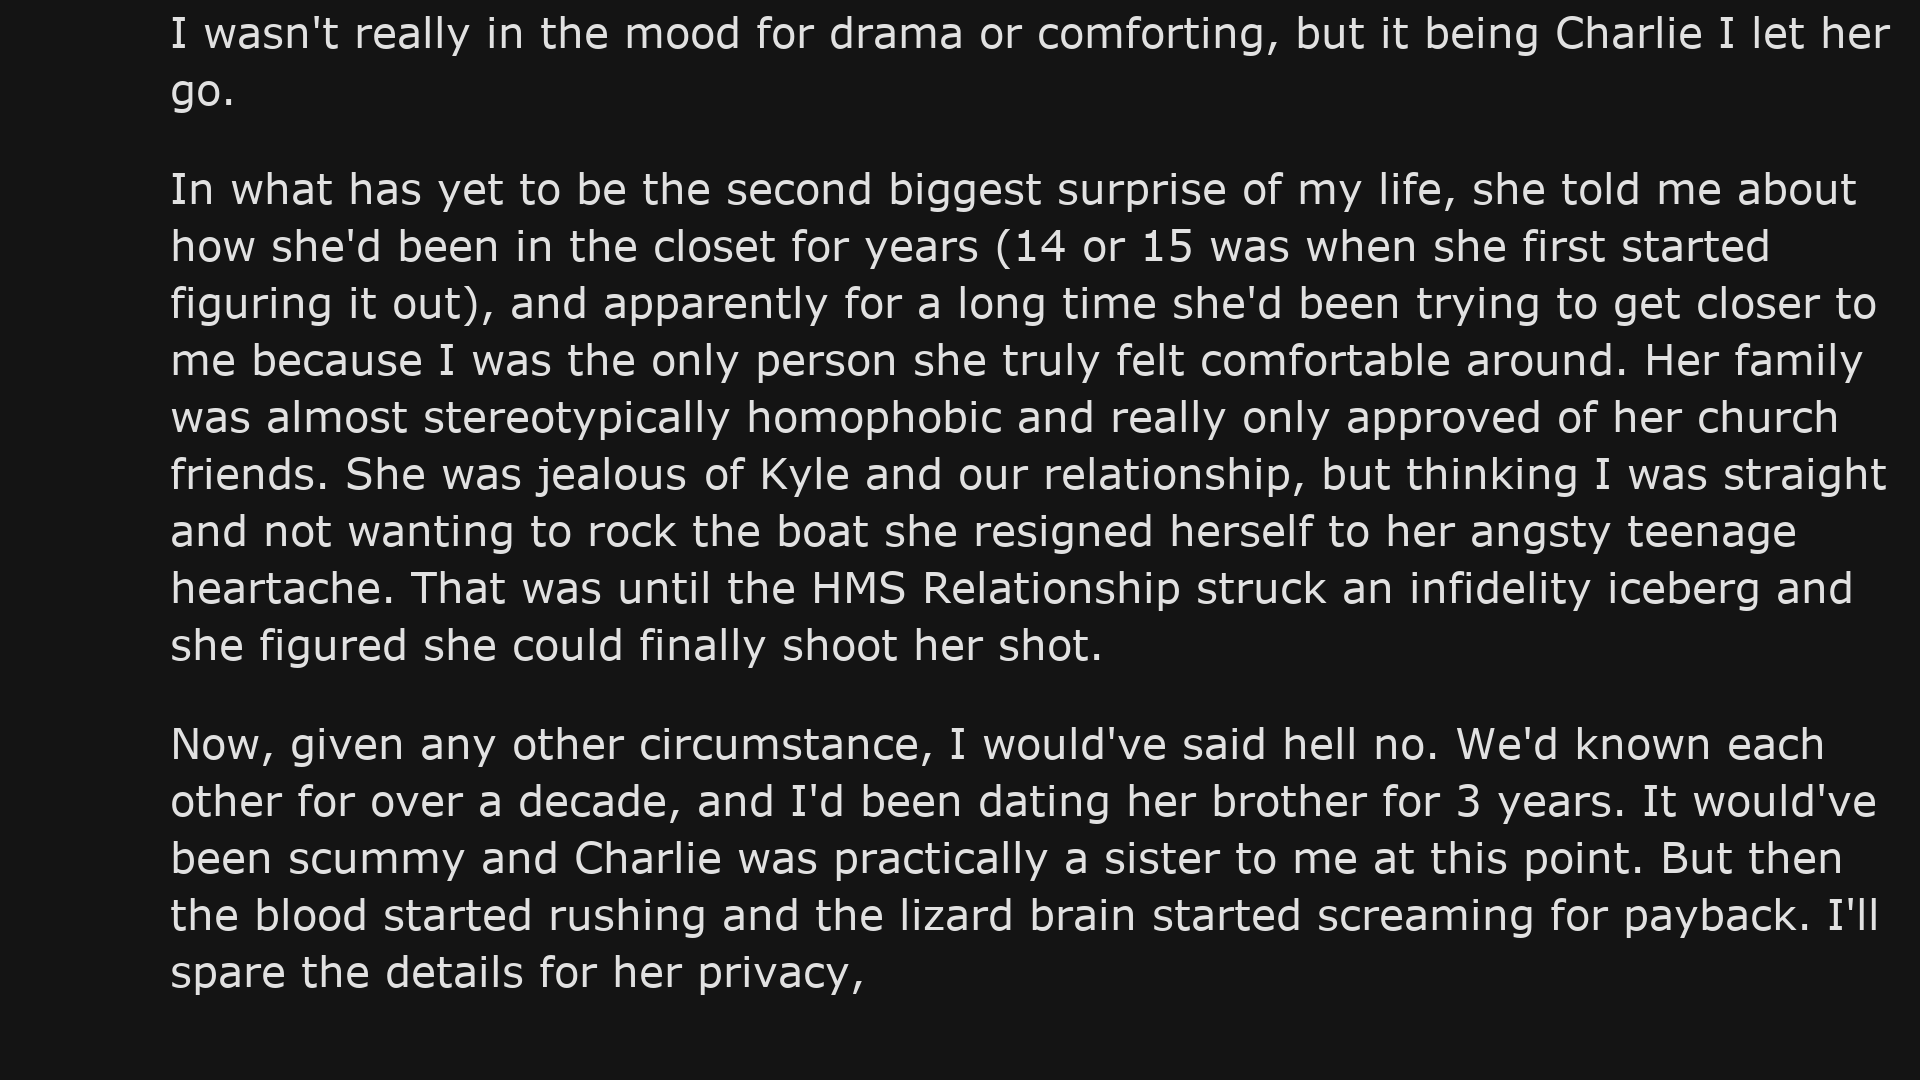 I wasn't really in the mood for drama or comforting, but it being Charlie I let her
go.
In what has yet to be the second biggest surprise of my life, she told me about
how she'd been in the closet for years (14 or 15 was when she first started
figuring it out), and apparently for a long time she'd been trying to get closer to
me because I was the only person she truly felt comfortable around. Her family
was almost stereotypically homophobic and really only approved of her church
friends. She was jealous of Kyle and our relationship, but thinking I was straight
and not wanting to rock the boat she resigned herself to her angsty teenage
heartache. That was until the HMS Relationship struck an infidelity iceberg and
she figured she could finally shoot her shot.
Now, given any other circumstance, I would've said hell no. We'd known each
other for over a decade, and I'd been dating her brother for 3 years. It would've
been scummy and Charlie was practically a sister to me at this point. But then
the blood started rushing and the lizard brain started screaming for payback. I'll
spare the details for her privacy,